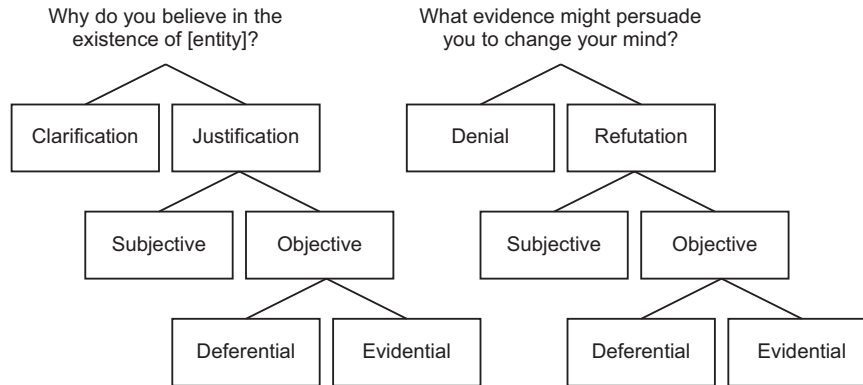 Why do you believe in the
existence of [entity]?
What evidence might persuade
you to change your mind?
Clarification
Justification
Denial
Refutation
Subjective
Objective
Subjective
Objective
Deferential
Evidential
Deferential
Evidential